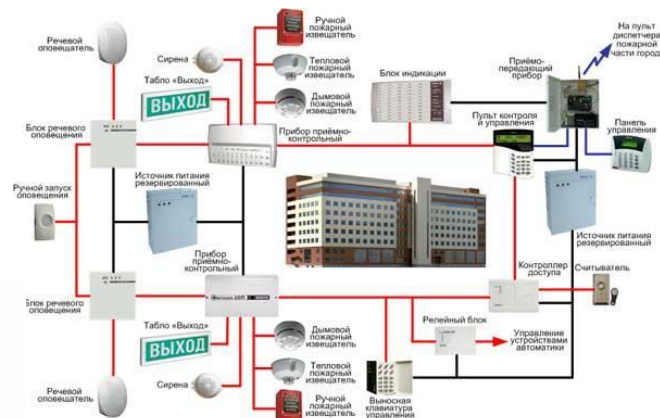 Речевой
оповещатель
Сирена
Ручной
пожарный
извещатель
Тепловой
пожарный
извещатель
Дымовой
пожарный
извещатель
Табло «Выход»
ВЫХОД
Блок речевого
оповещения
Прибор приёмно-
контрольный
Блок индикации
Приёмо-
передающий
прибор
На пульт
диспетчера
пожарной
части города
Пульт контроля
и управления
Панель
управления
Ручной запуск
оповещения
Источник питания
резервированный
Источник питания
резервированный
Прибор
приёмно-
контрольный
Контроллер
доступа
Считыватель
Блок речевого
оповещения
Табло «Выход»
ВЫХОД
Сирена
Речевой
оповещатель
Дымовой
пожарный
извещатель
Тепловой
пожарный
извещатель
Ручной
пожарный
извещатель
Релейный блок
Управление
устройствами
автоматики
Выносная
клавиатура
управления